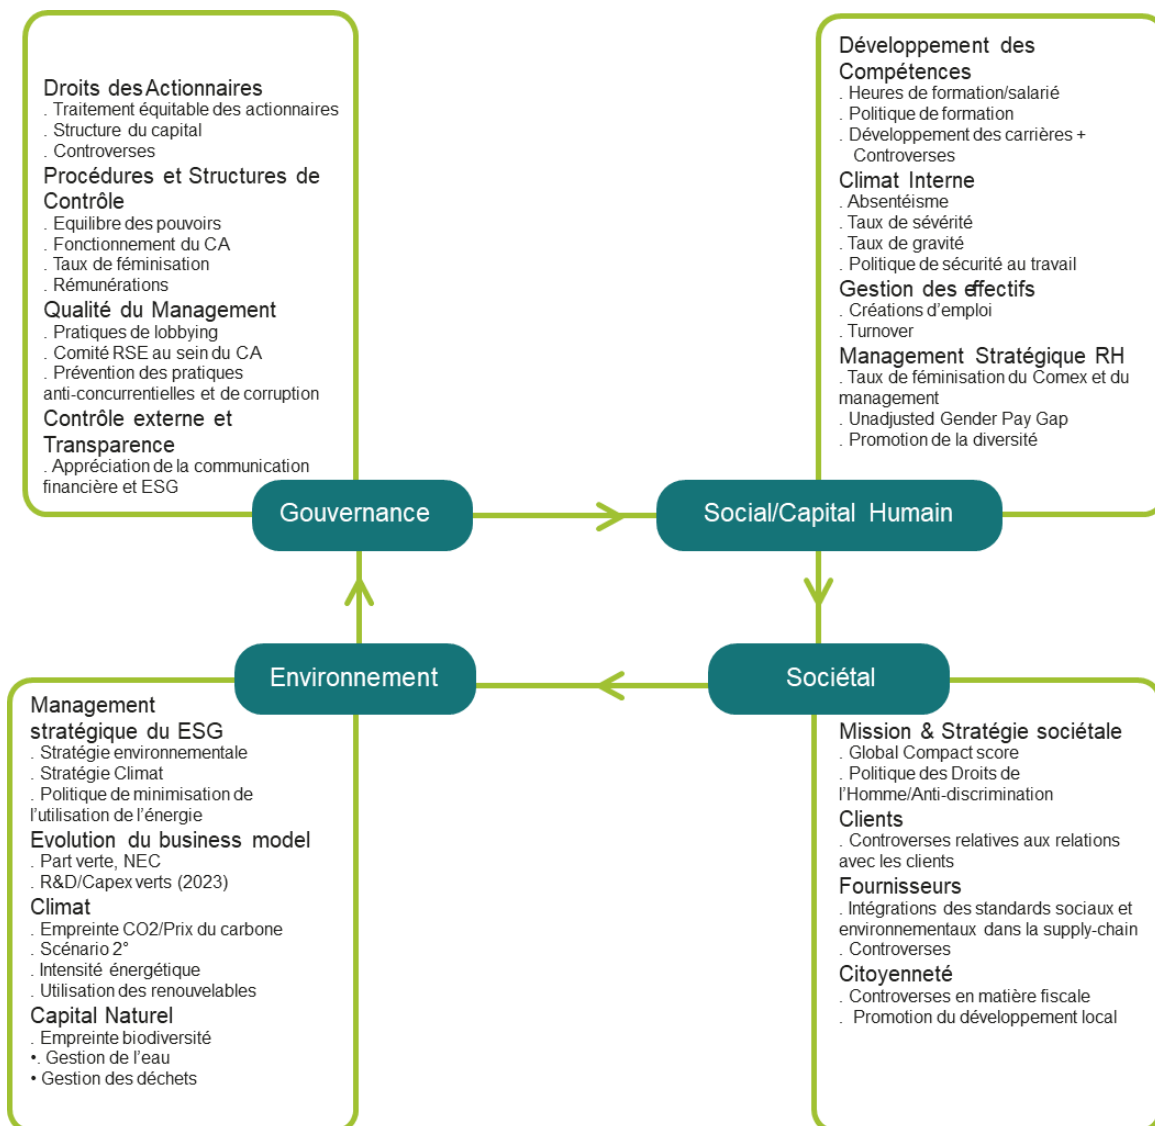 Droits des Actionnaires
. Traitement équitable des actionnaires
. Structure du capital
. Controverses
Procédures et Structures de
Contrôle
. Equilibre des pouvoirs
. Fonctionnement du CA
. Taux de féminisation
. Rémunérations
Qualité du Management
. Pratiques de lobbying
. Comité RSE au sein du CA
. Prévention des pratiques
anti-concurrentielles et de corruption
Contrôle externe et
Transparence
. Appréciation de la communication
financière et ESG
Gouvernance
Développement des
Compétences
. Heures de formation/salarié
. Politique de formation
. Développement des carrières +
Controverses
Climat Interne
. Absentéisme
. Taux de sévérité
. Taux de gravité
. Politique de sécurité au travail
Gestion des effectifs
. Créations d'emploi
. Turnover
Management Stratégique RH
. Taux de féminisation du Comex et du
management
. Unadjusted Gender Pay Gap
. Promotion de la diversité
Social/Capital Humain
Environnement
Management
stratégique du ESG
. Stratégie environnementale
. Stratégie Climat
. Politique de minimisation de
l'utilisation de l'énergie
Evolution du business model
. Part verte, NEC
. R&D/Capex verts (2023)
Climat
. Empreinte CO2/Prix du carbone
. Scénario 2°
. Intensité énergétique
. Utilisation des renouvelables
Capital Naturel
. Empreinte biodiversité
•. Gestion de l'eau
• Gestion des déchets
Sociétal
Mission & Stratégie sociétale
. Global Compact score
. Politique des Droits de
l'Homme/Anti-discrimination
Clients
. Controverses relatives aux relations
avec les clients
Fournisseurs
. Intégrations des standards sociaux et
environnementaux dans la supply-chain
. Controverses
Citoyenneté
. Controverses en matière fiscale
. Promotion du développement local